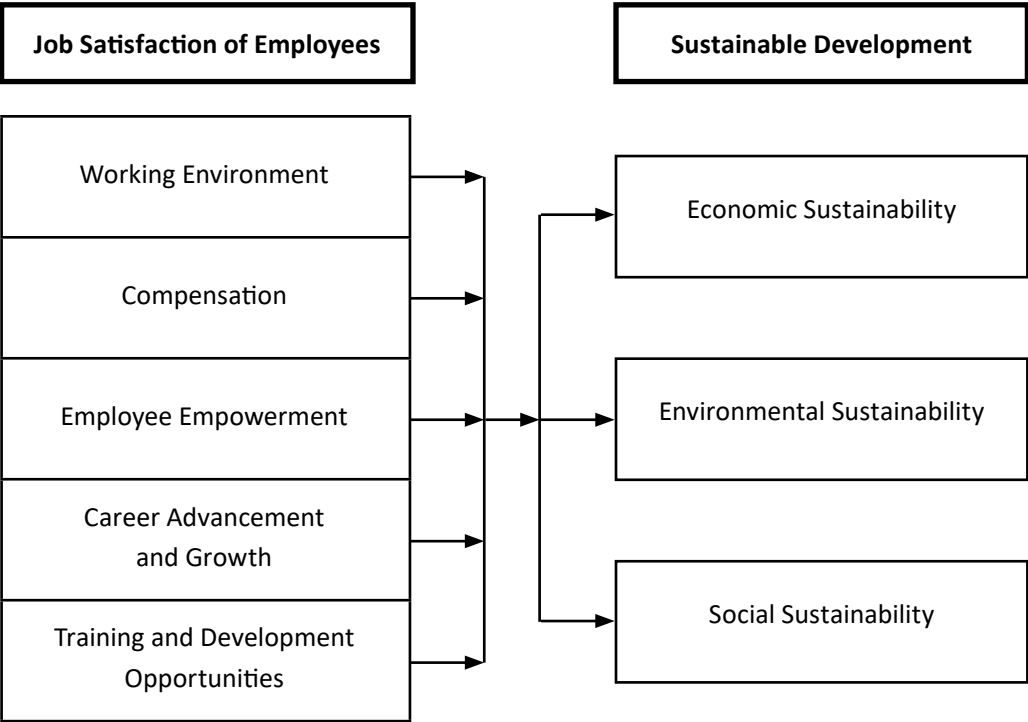 Job Satisfaction of Employees
Sustainable Development
Working Environment
Compensation
Employee Empowerment
Career Advancement
and Growth
Training and Development
Opportunities
Economic Sustainability
Environmental Sustainability
Social Sustainability